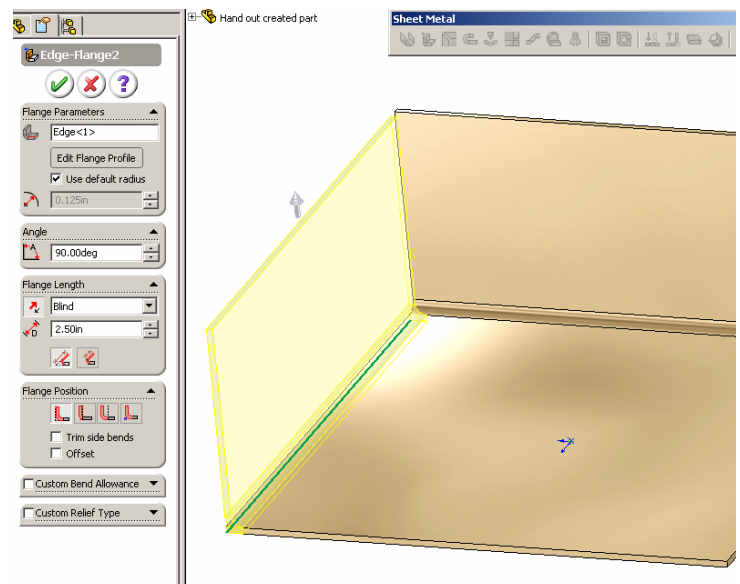 Hand out created part
Sheet Metal
Edge-Flange2
?
Flange Parameters
Edge<1>
Edit Flange Profile
Use default radius
0.125in
Angle
A
90.00deg
Flange Length
Blind
D
2.50in
Flange Position
Trim side bends
Offset
Custom Bend Allowance
Custom Relief Type